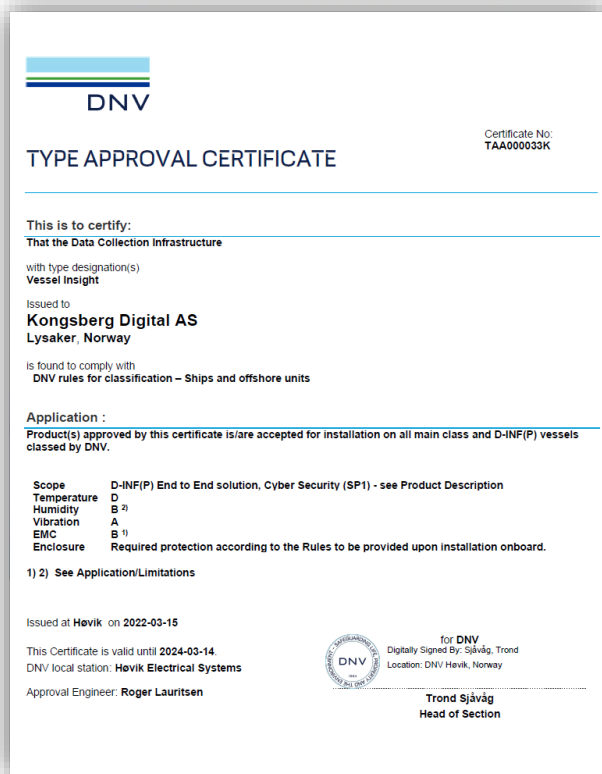 DNV
Certificate No:
TAA000033K
TYPE APPROVAL CERTIFICATE
This is to certify:
That the Data Collection Infrastructure
with type designation(s)
Vessel Insight
Issued to
Kongsberg Digital AS
Lysaker, Norway
is found to comply with
DNV rules for classification – Ships and offshore units
Application :
Product(s) approved by this certificate is/are accepted for installation on all main class and D-INF(P) vessels
classed by DNV.
Scope D-INF(P) End to End solution, Cyber Security (SP1) - see Product Description
Temperature D
Humidity B 2)
Vibration A
EMC B 1)
Enclosure Required protection according to the Rules to be provided upon installation onboard.
1) 2) See Application/Limitations
Issued at Høvik on 2022-03-15
This Certificate is valid until 2024-03-14.
DNV local station: Høvik Electrical Systems
Approval Engineer: Roger Lauritsen
for DNV
Digitally Signed By: Sjåvåg, Trond
Location: DNV Høvik, Norway
DNV
Trond Sjåvåg
Head of Section